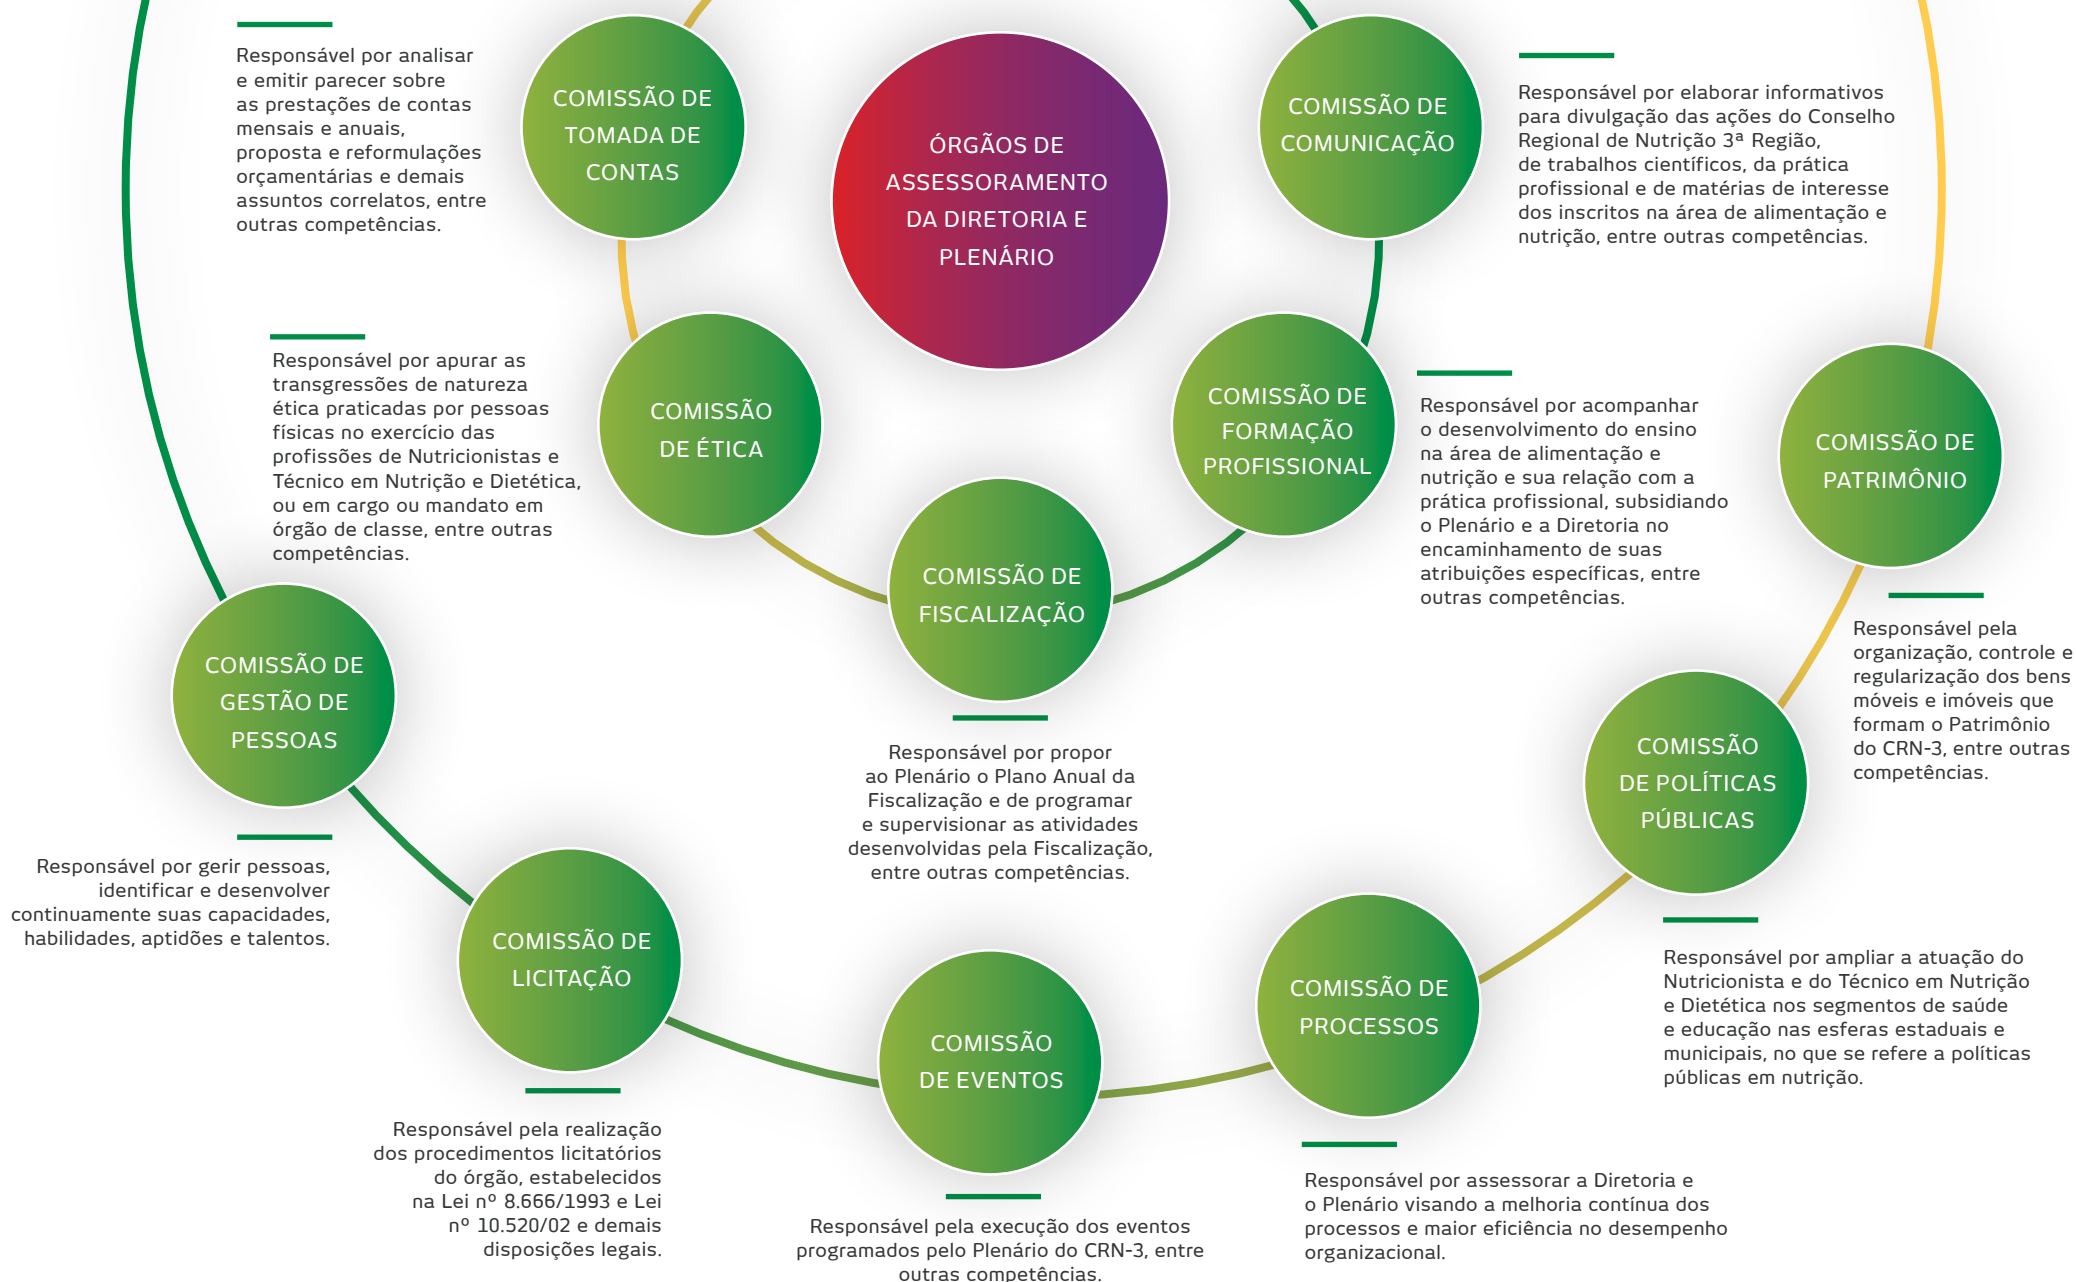 Responsável por analisar
e emitir parecer sobre
as prestações de contas
mensais e anuais,
proposta e reformulações
orçamentárias e demais
assuntos correlatos, entre
outras competências.
COMISSÃO DE
TOMADA DE
CONTAS
ÓRGÃOS DE
ASSESSORAMENTO
DA DIRETORIA E
PLENÁRIO
COMISSÃO DE
COMUNICAÇÃO
Responsável por elaborar informativos
para divulgação das ações do Conselho
Regional de Nutrição 3ª Região,
de trabalhos científicos, da prática
profissional e de matérias de interesse
dos inscritos na área de alimentação e
nutrição, entre outras competências.
Responsável por apurar as
transgressões de natureza
ética praticadas por pessoas
físicas no exercício das
profissões de Nutricionistas e
Técnico em Nutrição e Dietética,
ou em cargo ou mandato em
órgão de classe, entre outras
competências.
COMISSÃO
DE ÉTICA
COMISSÃO DE
FORMAÇÃO
PROFISSIONAL
Responsável por acompanhar
o desenvolvimento do ensino
na área de alimentação e
nutrição e sua relação com a
prática profissional, subsidiando
o Plenário e a Diretoria no
encaminhamento de suas
atribuições específicas, entre
outras competências.
COMISSÃO DE
PATRIMÔNIO
Responsável pela
organização, controle e
regularização dos bens
móveis e imóveis que
formam o Patrimônio
do CRN-3, entre outras
competências.
COMISSÃO DE
FISCALIZAÇÃO
Responsável por propor
ao Plenário o Plano Anual da
Fiscalização e de programar
e supervisionar as atividades
desenvolvidas pela Fiscalização,
entre outras competências.
COMISSÃO DE
GESTÃO DE
PESSOAS
Responsável por gerir pessoas,
identificar e desenvolver
continuamente suas capacidades,
habilidades, aptidões e talentos.
COMISSÃO
DE POLÍTICAS
PÚBLICAS
Responsável por ampliar a atuação do
Nutricionista e do Técnico em Nutrição
e Dietética nos segmentos de saúde
e educação nas esferas estaduais e
municipais, no que se refere a políticas
públicas em nutrição.
COMISSÃO DE
LICITAÇÃO
Responsável pela realização
dos procedimentos licitatórios
do órgão, estabelecidos
na Lei nº 8.666/1993 e Lei
nº 10.520/02 e demais
disposições legais.
COMISSÃO
DE EVENTOS
Responsável pela execução dos eventos
programados pelo Plenário do CRN-3, entre
outras competências.
COMISSÃO DE
PROCESSOS
Responsável por assessorar a Diretoria e
o Plenário visando a melhoria contínua dos
processos e maior eficiência no desempenho
organizacional.